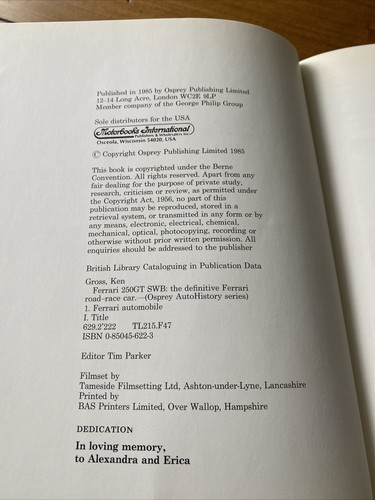 Published in 1985 by Osprey Publishing Limited
12–14 Long Acre, London WC2E 9LP
Member company of the George Philip Group
Sole distributors for the USA
Motorbooks International
Publishers & Wholesalers Inc.
Osceola, Wisconsin 54020, USA
© Copyright Osprey Publishing Limited 1985
This book is copyrighted under the Berne
Convention. All rights reserved. Apart from any
fair dealing for the purpose of private study,
research, criticism or review, as permitted under
the Copyright Act, 1956, no part of this
publication may be reproduced, stored in a
retrieval system, or transmitted in any form or by
any means, electronic, electrical, chemical,
mechanical, optical, photocopying, recording or
otherwise without prior written permission. All
enquiries should be addressed to the publisher
British Library Cataloguing in Publication Data
Gross, Ken
Ferrari 250GT SWB: the definitive Ferrari
road–race car.—(Osprey AutoHistory series)
1. Ferrari automobile
I. Title
629.2'222 TL215.F47
ISBN 0-85045-622-3
Editor Tim Parker
Filmset by
Tameside Filmsetting Ltd, Ashton-under-Lyne, Lancashire
Printed by
BAS Printers Limited, Over Wallop, Hampshire
DEDICATION
In loving memory,
to Alexandra and Erica